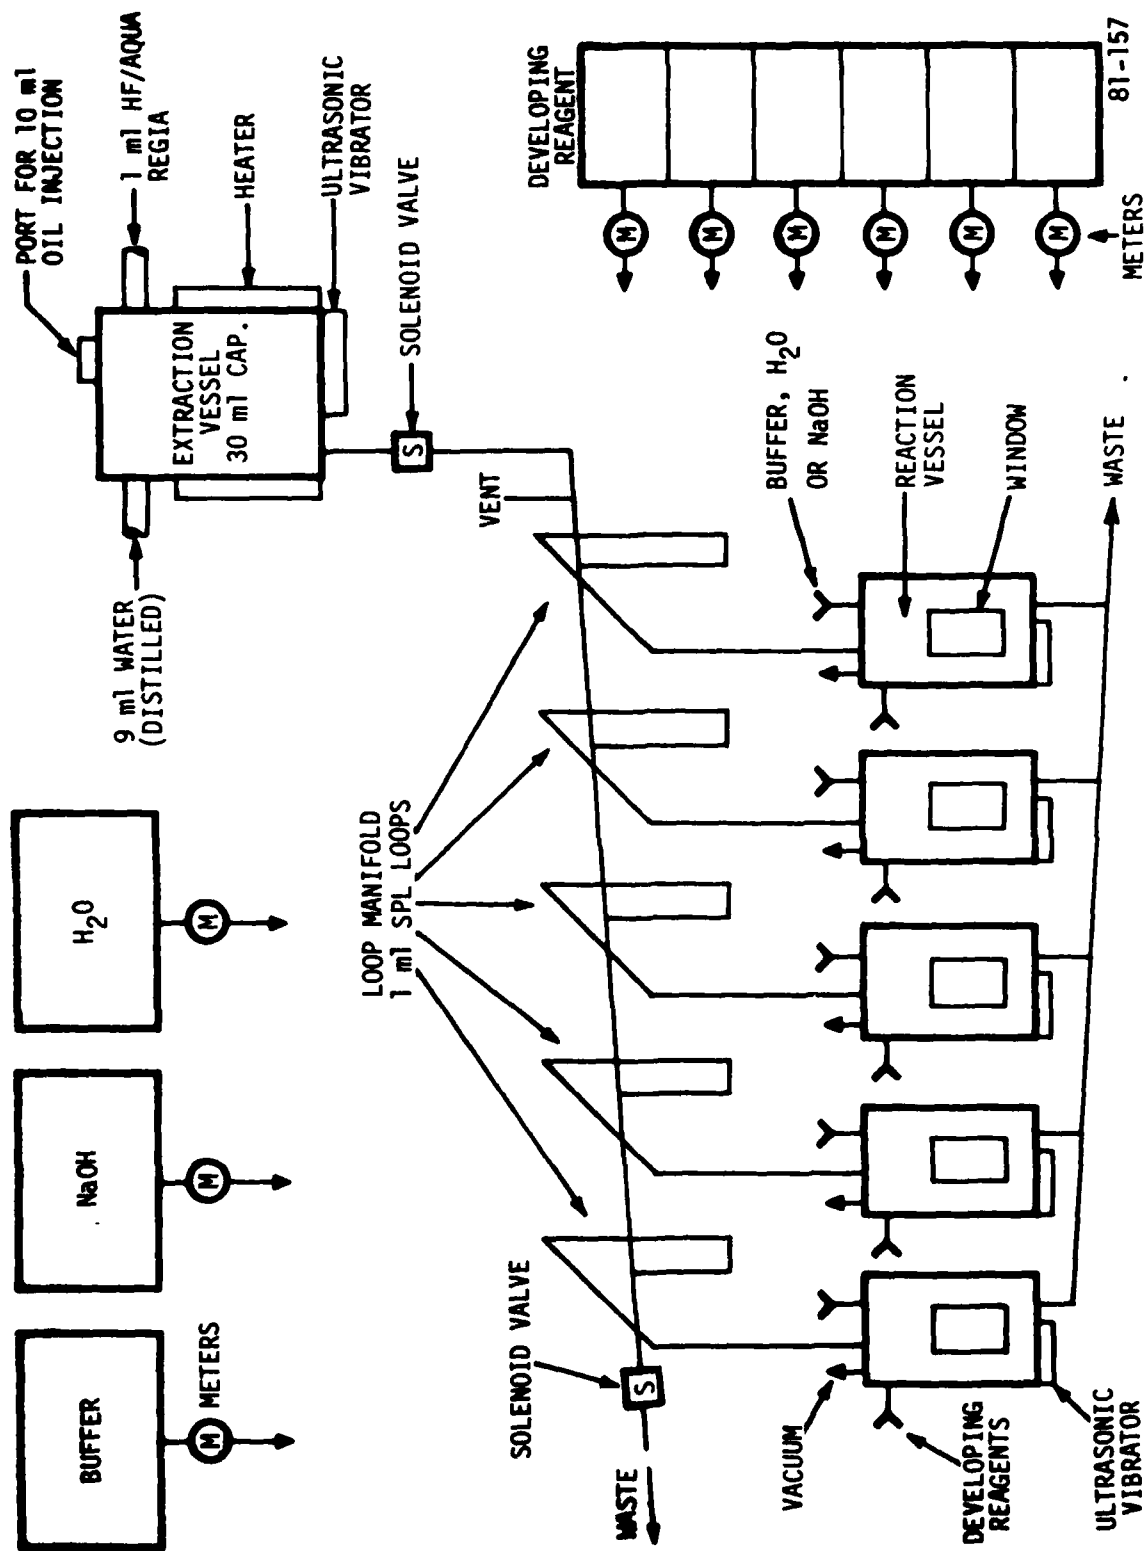 BUFFER
M
METERS
NaOH
M
H2O
M
9 ml WATER
(DISTILLED)
PORT FOR 10 ml
OIL INJECTION
1 ml HF/AQUA
REGIA
EXTRACTION
VESSEL
30 ml CAP.
HEATER
ULTRASONIC
VIBRATOR
S
SOLENOID VALVE
VENT
LOOP MANIFOLD
1 ml SPL LOOPS
SOLENOID VALVE
S
WASTE
DEVELOPING
REAGENT
M
M
M
M
M
M
METERS
VACUUM
DEVELOPING
REAGENTS
ULTRASONIC
VIBRATOR
BUFFER, H2O
OR NaOH
REACTION
VESSEL
WINDOW
WASTE
81-157